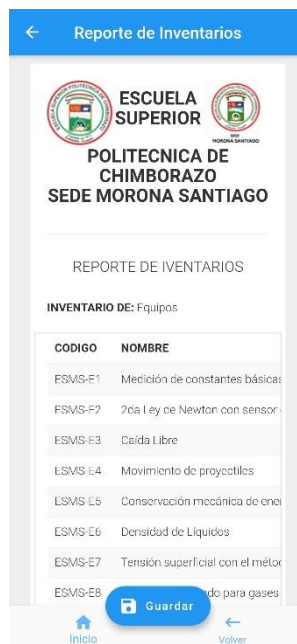 Reporte de Inventarios
ESCUELA
SUPERIOR
SEDE
MORONA SANTIAGO
POLITECNICA DE
CHIMBORAZO
SEDE MORONA SANTIAGO
REPORTE DE IVENTARIOS
INVENTARIO DE: Equipos
CODIGO NOMBRE
ESMS-E1 Medición de constantes básicas
ESMS-E2 2da Ley de Newton con sensor
ESMS-E3 Caída Libre
ESMS-E4 Movimiento de proyectiles
ESMS-E5 Conservación mecánica de ener
ESMS-E6 Densidad de Líquidos
ESMS-E7 Tensión superficial con el métod
ESMS-E8 do para gases
Guardar
Inicio Volver